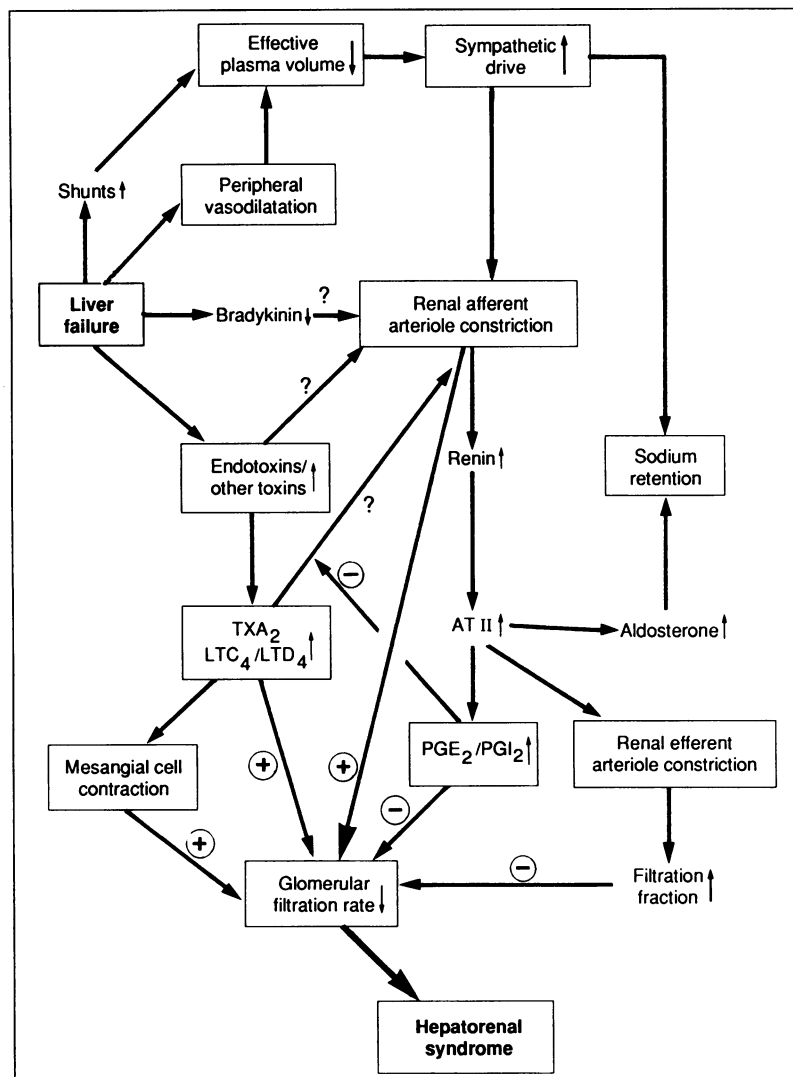 Effective
plasma volume ↓
Sympathetic
drive ↑
Shunts ↑
Peripheral
vasodilatation
Liver
failure
Bradykinin ↓
?
Renal afferent
arteriole constriction
?
Endotoxins/
other toxins ↑
?
Renin ↑
Sodium
retention
−
TXA2
LTC4/LTD4 ↑
AT II ↑
Aldosterone ↑
Mesangial cell
contraction
+
+
PGE2/PGI2 ↑
Renal efferent
arteriole constriction
−
+
Glomerular
filtration rate ↓
−
Filtration
fraction ↑
Hepatorenal
syndrome